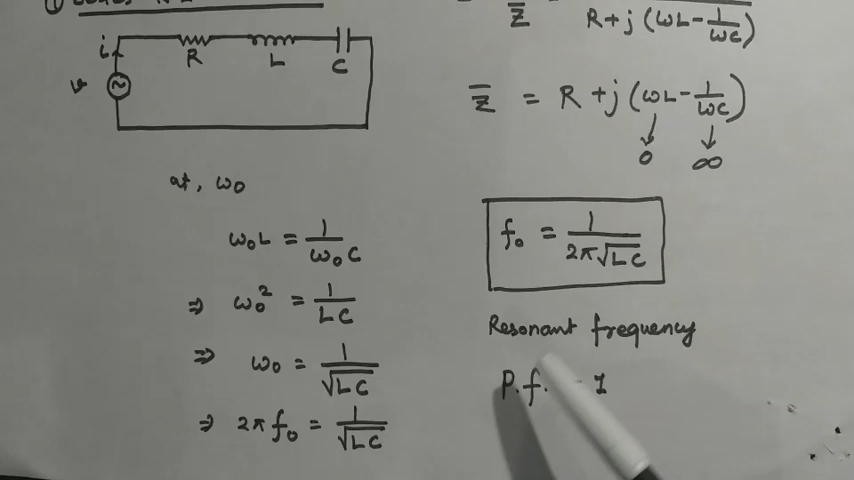 R L C
i
v
at, ω₀
ω₀L = 1/ω₀C
⇒ ω₀² = 1/LC
⇒ ω₀ = 1/√LC
⇒ 2πf₀ = 1/√LC
Z̄ R+j(ωL-1/ωC)
Z̄ = R+j(ωL-1/ωC)
0 ∞
f₀ = 1/2π√LC
Resonant frequency
P.f. 1